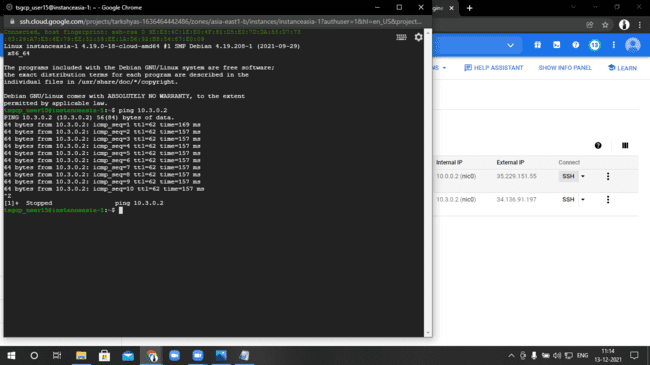 tsgcp_user15@instanceasia-1: ~ - Google Chrome
ssh.cloud.google.com/projects/tarkshyas-1636464442486/zones/asia-east1-b/instances/instanceasia-1?authuser=1&hl=en_US&project...
Linux instanceasia-1 4.19.0-18-cloud-amd64 #1 SMP Debian 4.19.208-1 (2021-09-29)
x86_64
The programs included with the Debian GNU/Linux system are free software;
the exact distribution terms for each program are described in the
individual files in /usr/share/doc/*/copyright.
Debian GNU/Linux comes with ABSOLUTELY NO WARRANTY, to the extent
permitted by applicable law.
tsgcp_user15@instanceasia-1:~$ ping 10.3.0.2
PING 10.3.0.2 (10.3.0.2) 56(84) bytes of data.
64 bytes from 10.3.0.2: icmp_seq=1 ttl=62 time=169 ms
64 bytes from 10.3.0.2: icmp_seq=2 ttl=62 time=157 ms
64 bytes from 10.3.0.2: icmp_seq=3 ttl=62 time=157 ms
64 bytes from 10.3.0.2: icmp_seq=4 ttl=62 time=157 ms
64 bytes from 10.3.0.2: icmp_seq=5 ttl=62 time=157 ms
64 bytes from 10.3.0.2: icmp_seq=6 ttl=62 time=157 ms
64 bytes from 10.3.0.2: icmp_seq=7 ttl=62 time=157 ms
64 bytes from 10.3.0.2: icmp_seq=8 ttl=62 time=157 ms
64 bytes from 10.3.0.2: icmp_seq=9 ttl=62 time=157 ms
64 bytes from 10.3.0.2: icmp_seq=10 ttl=62 time=157 ms
^Z
[1]+ Stopped ping 10.3.0.2
tsgcp_user15@instanceasia-1:~$
13
HELP ASSISTANT SHOW INFO PANEL LEARN
Internal IP External IP Connect
10.0.0.2 (nic0) 35.229.151.55 SSH
10.3.0.2 (nic0) 34.136.91.197 SSH
ENG 11:14
13-12-2021